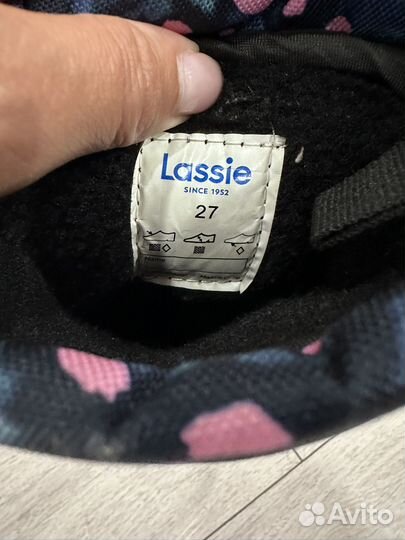 Lassie
SINCE 1952
27
Avito